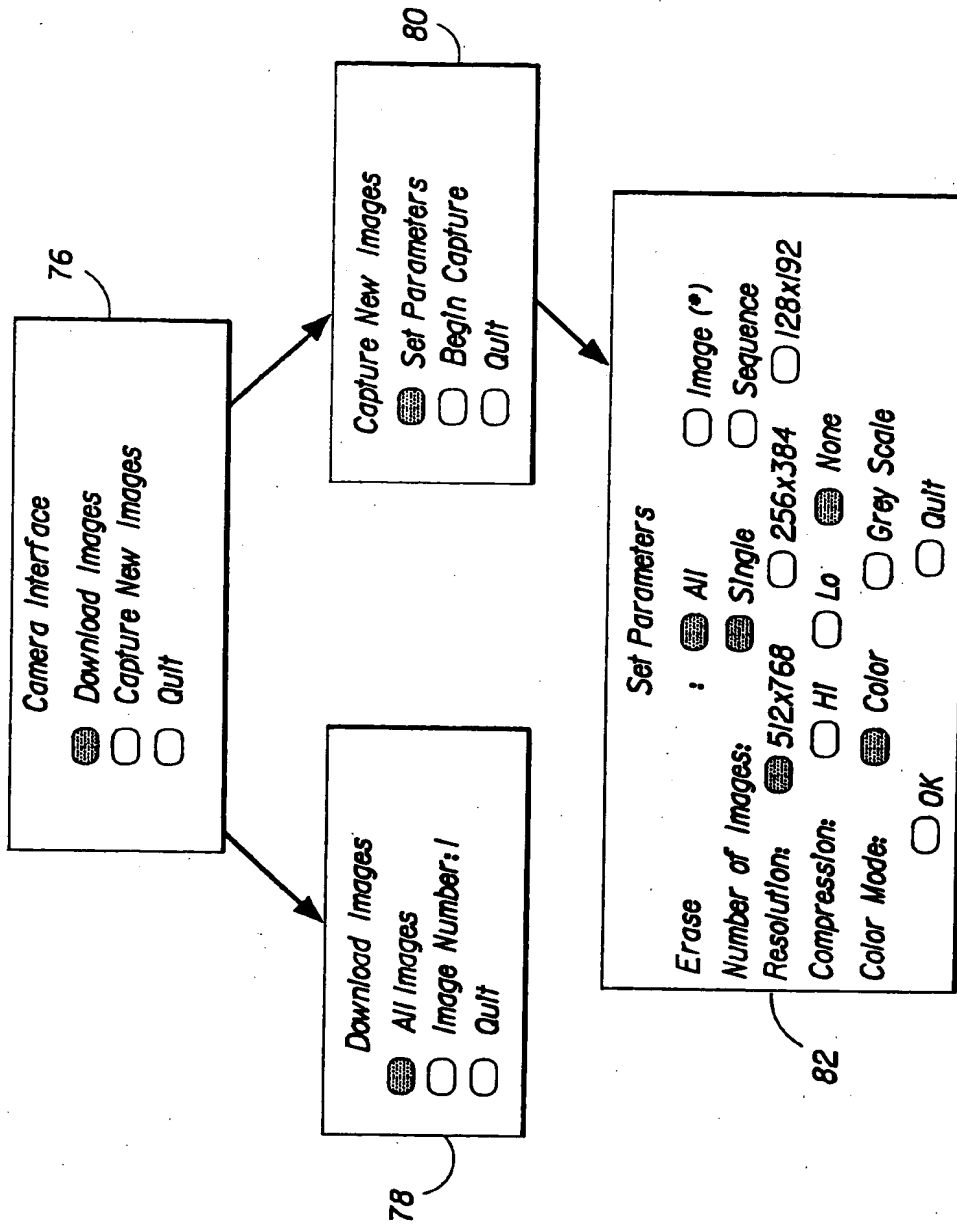 76
Camera Interface
Download Images
Capture New Images
Quit
78
Download Images
All Images
Image Number: 1
Quit
80
Capture New Images
Set Parameters
Begin Capture
Quit
82
Set Parameters
Erase : All Image (*)
Number of Images: Single Sequence
Resolution: 512x768 256x384 128x192
Compression: Hi Lo None
Color Mode: Color Grey Scale
OK Quit